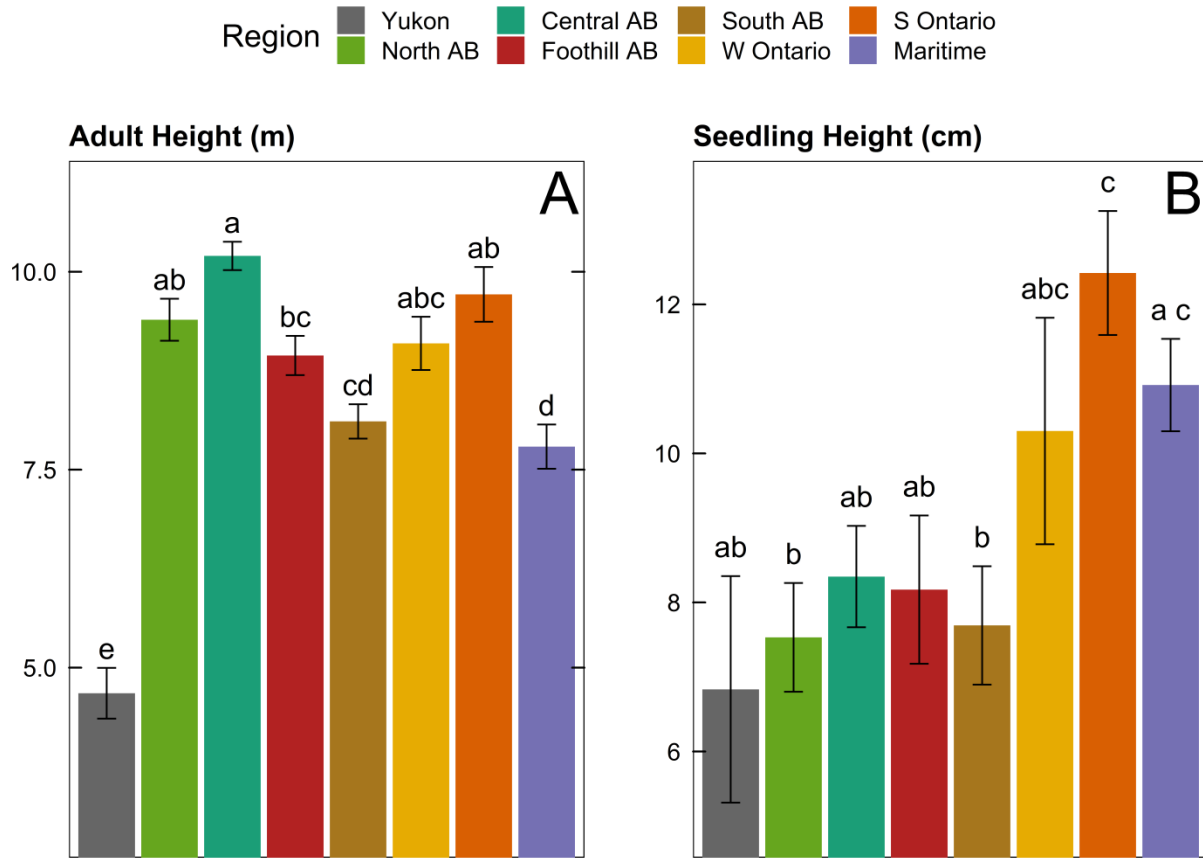 Region
Yukon Central AB South AB S Ontario
North AB Foothill AB W Ontario Maritime
Adult Height (m)
A
a
ab ab
10.0
abc
bc
cd
d
7.5
5.0
e
Seedling Height (cm)
B
c
12
abc a c
10
ab ab
ab b b
8
6